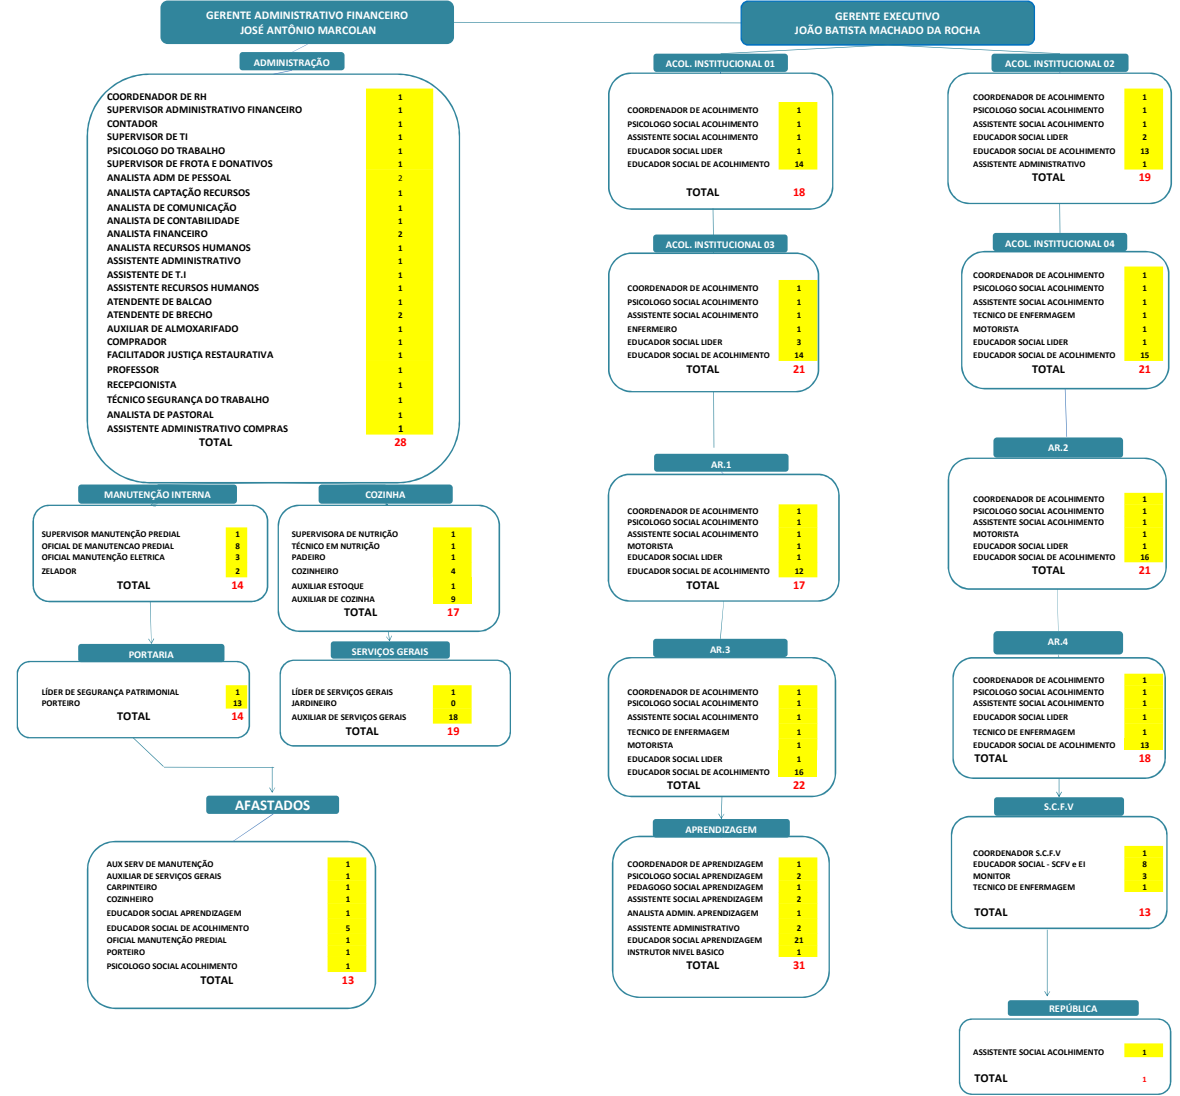 GERENTE ADMINISTRATIVO FINANCEIRO
JOSÉ ANTÔNIO MARCOLAN
GERENTE EXECUTIVO
JOÃO BATISTA MACHADO DA ROCHA
ADMINISTRAÇÃO
COORDENADOR DE RH 1
SUPERVISOR ADMINISTRATIVO FINANCEIRO 1
CONTADOR 1
SUPERVISOR DE TI 1
PSICOLOGO DO TRABALHO 1
SUPERVISOR DE FROTA E DONATIVOS 1
ANALISTA ADM DE PESSOAL 2
ANALISTA CAPTAÇÃO RECURSOS 1
ANALISTA DE COMUNICAÇÃO 1
ANALISTA DE CONTABILIDADE 1
ANALISTA FINANCEIRO 2
ANALISTA RECURSOS HUMANOS 1
ASSISTENTE ADMINISTRATIVO 1
ASSISTENTE DE T.I 1
ASSISTENTE RECURSOS HUMANOS 1
ATENDENTE DE BALCAO 1
ATENDENTE DE BRECHO 2
AUXILIAR DE ALMOXARIFADO 1
COMPRADOR 1
FACILITADOR JUSTIÇA RESTAURATIVA 1
PROFESSOR 1
RECEPCIONISTA 1
TÉCNICO SEGURANÇA DO TRABALHO 1
ANALISTA DE PASTORAL 1
ASSISTENTE ADMINISTRATIVO COMPRAS 1
TOTAL 28
MANUTENÇÃO INTERNA
SUPERVISOR MANUTENÇÃO PREDIAL 1
OFICIAL DE MANUTENCAO PREDIAL 8
OFICIAL MANUTENÇÃO ELETRICA 3
ZELADOR 2
TOTAL 14
COZINHA
SUPERVISORA DE NUTRIÇÃO 1
TÉCNICO EM NUTRIÇÃO 1
PADEIRO 1
COZINHEIRO 4
AUXILIAR ESTOQUE 1
AUXILIAR DE COZINHA 9
TOTAL 17
PORTARIA
LÍDER DE SEGURANÇA PATRIMONIAL 1
PORTEIRO 13
TOTAL 14
SERVIÇOS GERAIS
LÍDER DE SERVIÇOS GERAIS 1
JARDINEIRO 0
AUXILIAR DE SERVIÇOS GERAIS 18
TOTAL 19
AFASTADOS
AUX SERV DE MANUTENÇÃO 1
AUXILIAR DE SERVIÇOS GERAIS 1
CARPINTEIRO 1
COZINHEIRO 1
EDUCADOR SOCIAL APRENDIZAGEM 1
EDUCADOR SOCIAL DE ACOLHIMENTO 5
OFICIAL MANUTENÇÃO PREDIAL 1
PORTEIRO 1
PSICOLOGO SOCIAL ACOLHIMENTO 1
TOTAL 13
ACOL. INSTITUCIONAL 01
COORDENADOR DE ACOLHIMENTO 1
PSICOLOGO SOCIAL ACOLHIMENTO 1
ASSISTENTE SOCIAL ACOLHIMENTO 1
EDUCADOR SOCIAL LIDER 1
EDUCADOR SOCIAL DE ACOLHIMENTO 14
TOTAL 18
ACOL. INSTITUCIONAL 03
COORDENADOR DE ACOLHIMENTO 1
PSICOLOGO SOCIAL ACOLHIMENTO 1
ASSISTENTE SOCIAL ACOLHIMENTO 1
ENFERMEIRO 1
EDUCADOR SOCIAL LIDER 3
EDUCADOR SOCIAL DE ACOLHIMENTO 14
TOTAL 21
AR.1
COORDENADOR DE ACOLHIMENTO 1
PSICOLOGO SOCIAL ACOLHIMENTO 1
ASSISTENTE SOCIAL ACOLHIMENTO 1
MOTORISTA 1
EDUCADOR SOCIAL LIDER 1
EDUCADOR SOCIAL DE ACOLHIMENTO 12
TOTAL 17
AR.3
COORDENADOR DE ACOLHIMENTO 1
PSICOLOGO SOCIAL ACOLHIMENTO 1
ASSISTENTE SOCIAL ACOLHIMENTO 1
TECNICO DE ENFERMAGEM 1
MOTORISTA 1
EDUCADOR SOCIAL LIDER 1
EDUCADOR SOCIAL DE ACOLHIMENTO 16
TOTAL 22
APRENDIZAGEM
COORDENADOR DE APRENDIZAGEM 1
PSICOLOGO SOCIAL APRENDIZAGEM 2
PEDAGOGO SOCIAL APRENDIZAGEM 1
ASSISTENTE SOCIAL APRENDIZAGEM 2
ANALISTA ADMIN. APRENDIZAGEM 1
ASSISTENTE ADMINISTRATIVO 2
EDUCADOR SOCIAL APRENDIZAGEM 21
INSTRUTOR NIVEL BASICO 1
TOTAL 31
ACOL. INSTITUCIONAL 02
COORDENADOR DE ACOLHIMENTO 1
PSICOLOGO SOCIAL ACOLHIMENTO 1
ASSISTENTE SOCIAL ACOLHIMENTO 1
EDUCADOR SOCIAL LIDER 2
EDUCADOR SOCIAL DE ACOLHIMENTO 13
ASSISTENTE ADMINISTRATIVO 1
TOTAL 19
ACOL. INSTITUCIONAL 04
COORDENADOR DE ACOLHIMENTO 1
PSICOLOGO SOCIAL ACOLHIMENTO 1
ASSISTENTE SOCIAL ACOLHIMENTO 1
TECNICO DE ENFERMAGEM 1
MOTORISTA 1
EDUCADOR SOCIAL LIDER 1
EDUCADOR SOCIAL DE ACOLHIMENTO 15
TOTAL 21
AR.2
COORDENADOR DE ACOLHIMENTO 1
PSICOLOGO SOCIAL ACOLHIMENTO 1
ASSISTENTE SOCIAL ACOLHIMENTO 1
MOTORISTA 1
EDUCADOR SOCIAL LIDER 1
EDUCADOR SOCIAL DE ACOLHIMENTO 16
TOTAL 21
AR.4
COORDENADOR DE ACOLHIMENTO 1
PSICOLOGO SOCIAL ACOLHIMENTO 1
ASSISTENTE SOCIAL ACOLHIMENTO 1
EDUCADOR SOCIAL LIDER 1
TECNICO DE ENFERMAGEM 1
EDUCADOR SOCIAL DE ACOLHIMENTO 13
TOTAL 18
S.C.F.V
COORDENADOR S.C.F.V 1
EDUCADOR SOCIAL - SCFV e EI 8
MONITOR 3
TECNICO DE ENFERMAGEM 1
TOTAL 13
REPÚBLICA
ASSISTENTE SOCIAL ACOLHIMENTO 1
TOTAL 1